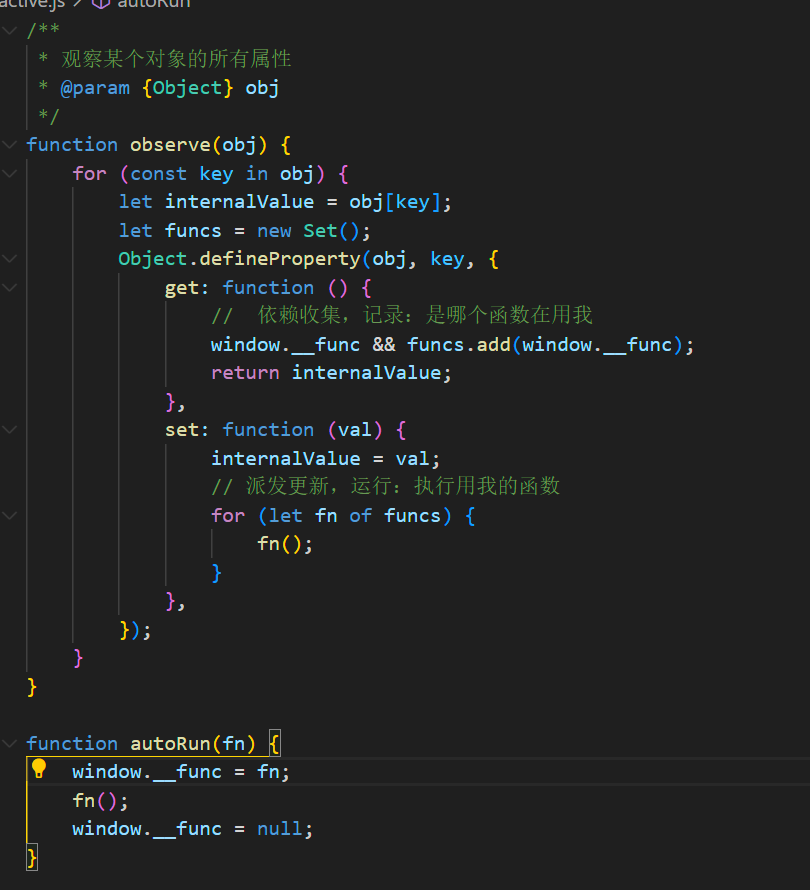 active.js > autoRun
/**
 * 观察某个对象的所有属性
 * @param {Object} obj
 */
function observe(obj) {
    for (const key in obj) {
        let internalValue = obj[key];
        let funcs = new Set();
        Object.defineProperty(obj, key, {
            get: function () {
                //  依赖收集，记录：是哪个函数在用我
                window.__func && funcs.add(window.__func);
                return internalValue;
            },
            set: function (val) {
                internalValue = val;
                // 派发更新，运行：执行用我的函数
                for (let fn of funcs) {
                    fn();
                }
            },
        });
    }
}

function autoRun(fn) {
    window.__func = fn;
    fn();
    window.__func = null;
}